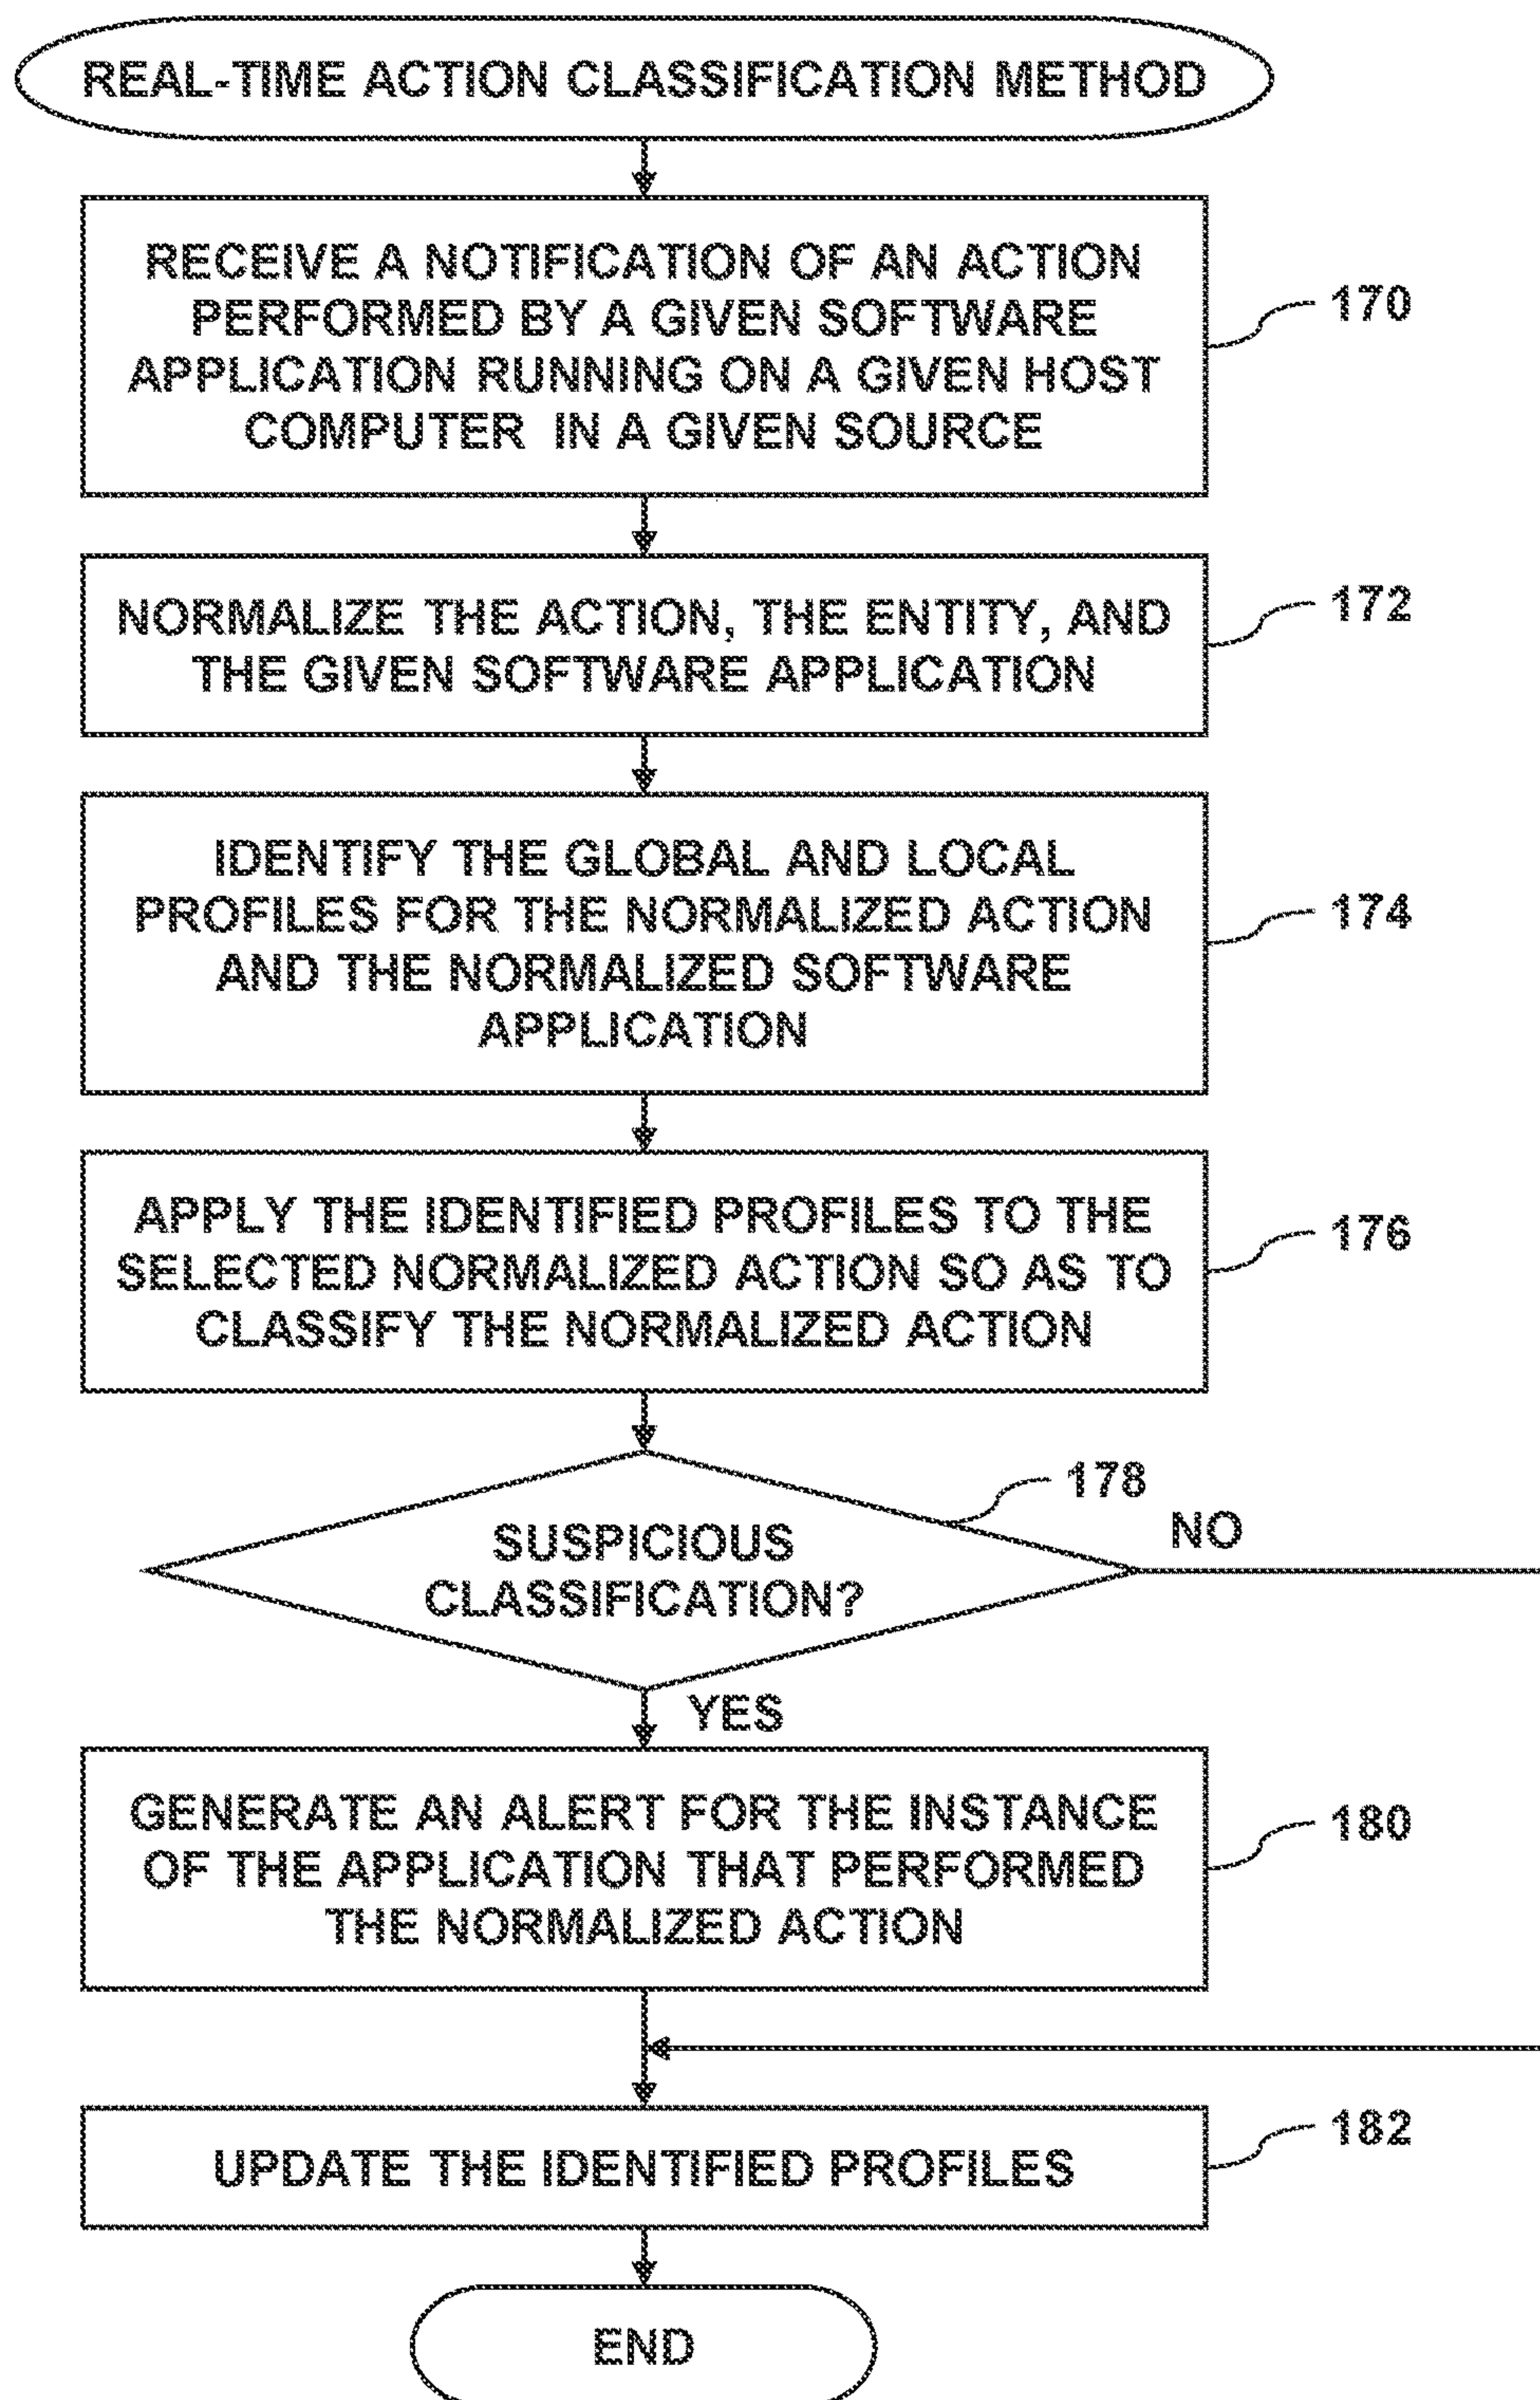 REAL-TIME ACTION CLASSIFICATION METHOD
RECEIVE A NOTIFICATION OF AN ACTION
PERFORMED BY A GIVEN SOFTWARE
APPLICATION RUNNING ON A GIVEN HOST
COMPUTER IN A GIVEN SOURCE
170
NORMALIZE THE ACTION, THE ENTITY, AND
THE GIVEN SOFTWARE APPLICATION
172
IDENTIFY THE GLOBAL AND LOCAL
PROFILES FOR THE NORMALIZED ACTION
AND THE NORMALIZED SOFTWARE
APPLICATION
174
APPLY THE IDENTIFIED PROFILES TO THE
SELECTED NORMALIZED ACTION SO AS TO
CLASSIFY THE NORMALIZED ACTION
176
SUSPICIOUS
CLASSIFICATION?
178
NO
YES
GENERATE AN ALERT FOR THE INSTANCE
OF THE APPLICATION THAT PERFORMED
THE NORMALIZED ACTION
180
UPDATE THE IDENTIFIED PROFILES
182
END